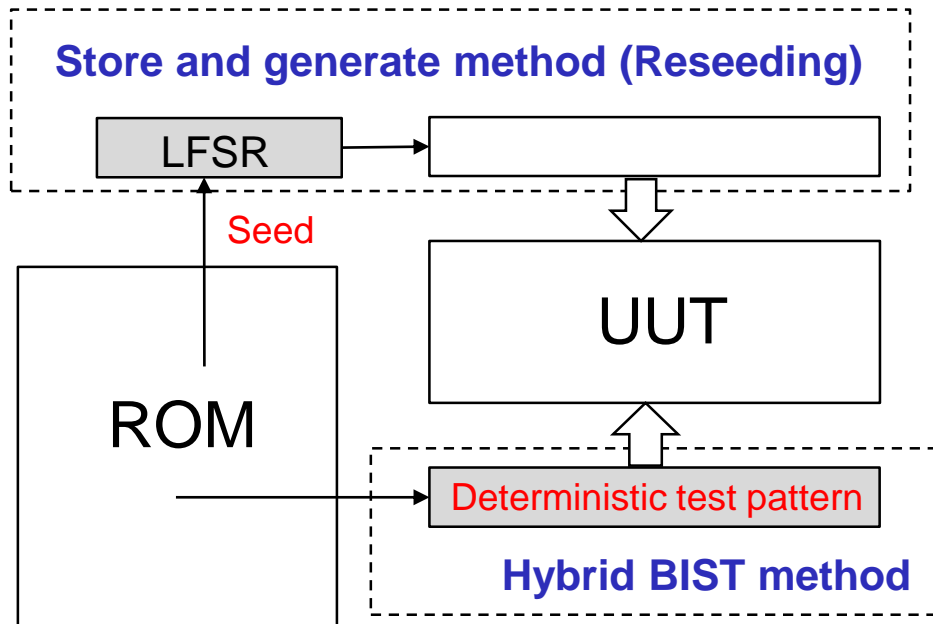 Store and generate method (Reseeding)
LFSR
Seed
UUT
ROM
Deterministic test pattern
Hybrid BIST method